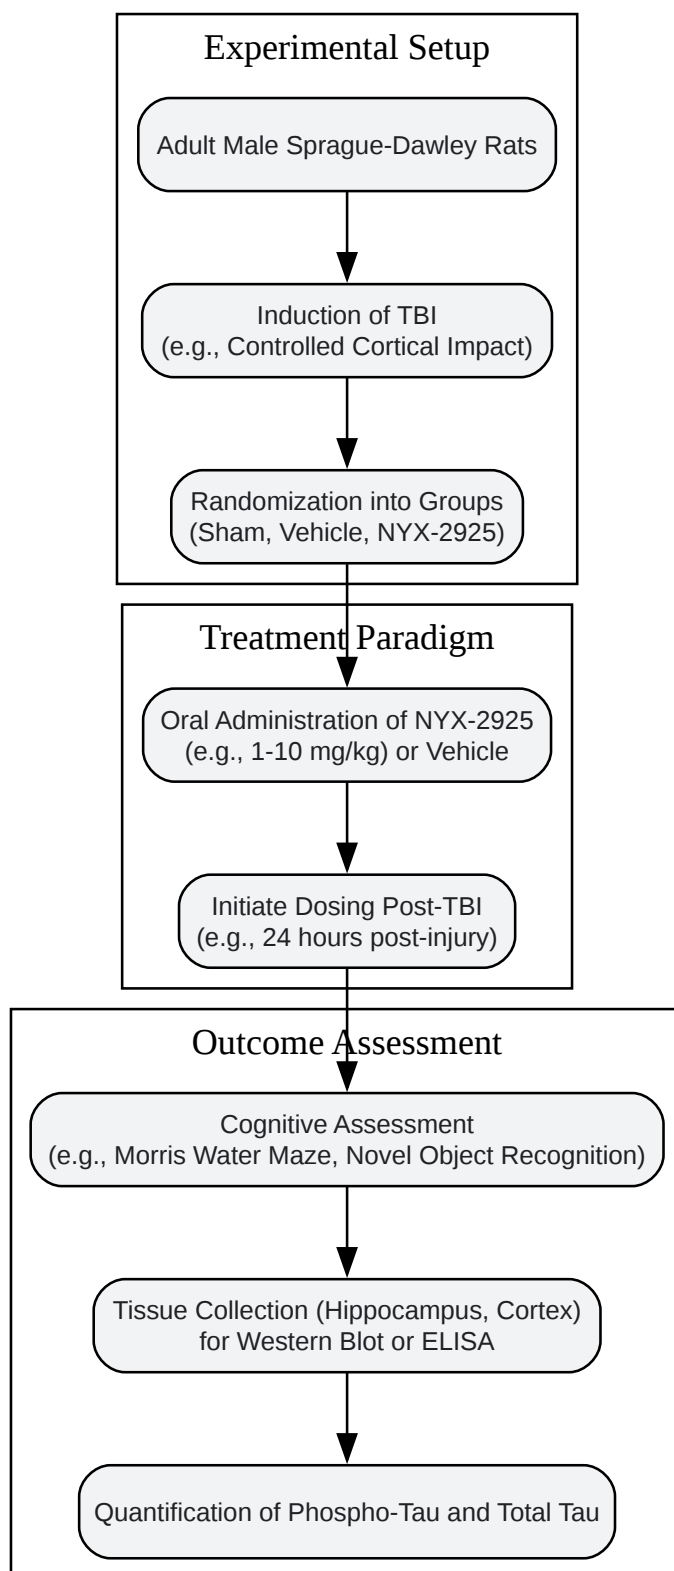 Experimental Setup
Adult Male Sprague-Dawley Rats
Induction of TBI
(e.g., Controlled Cortical Impact)
Randomization into Groups
(Sham, Vehicle, NYX-2925)
Treatment Paradigm
Oral Administration of NYX-2925
(e.g., 1-10 mg/kg) or Vehicle
Initiate Dosing Post-TBI
(e.g., 24 hours post-injury)
Outcome Assessment
Cognitive Assessment
(e.g., Morris Water Maze, Novel Object Recognition)
Tissue Collection (Hippocampus, Cortex)
for Western Blot or ELISA
Quantification of Phospho-Tau and Total Tau